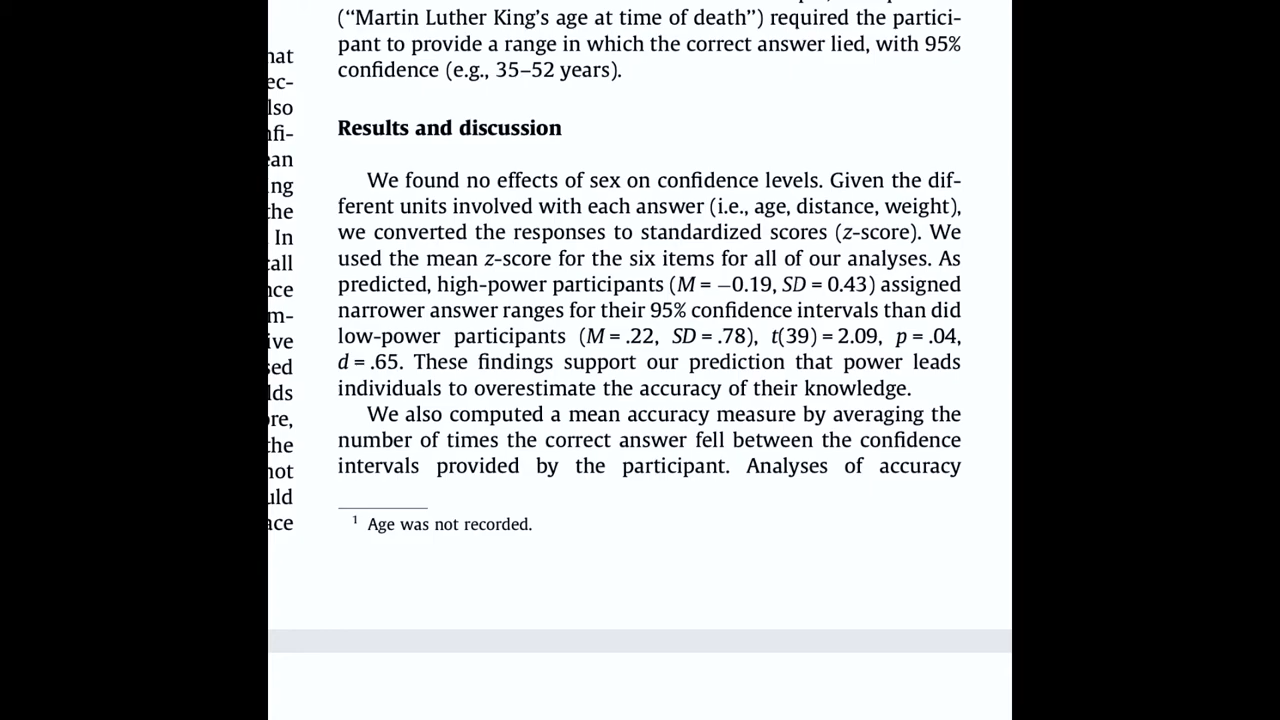 ("Martin Luther King's age at time of death") required the partici-
pant to provide a range in which the correct answer lied, with 95%
confidence (e.g., 35–52 years).
Results and discussion
We found no effects of sex on confidence levels. Given the dif-
ferent units involved with each answer (i.e., age, distance, weight),
we converted the responses to standardized scores (z-score). We
used the mean z-score for the six items for all of our analyses. As
predicted, high-power participants (M = −0.19, SD = 0.43) assigned
narrower answer ranges for their 95% confidence intervals than did
low-power participants (M = .22, SD = .78), t(39) = 2.09, p = .04,
d = .65. These findings support our prediction that power leads
individuals to overestimate the accuracy of their knowledge.
We also computed a mean accuracy measure by averaging the
number of times the correct answer fell between the confidence
intervals provided by the participant. Analyses of accuracy
1 Age was not recorded.